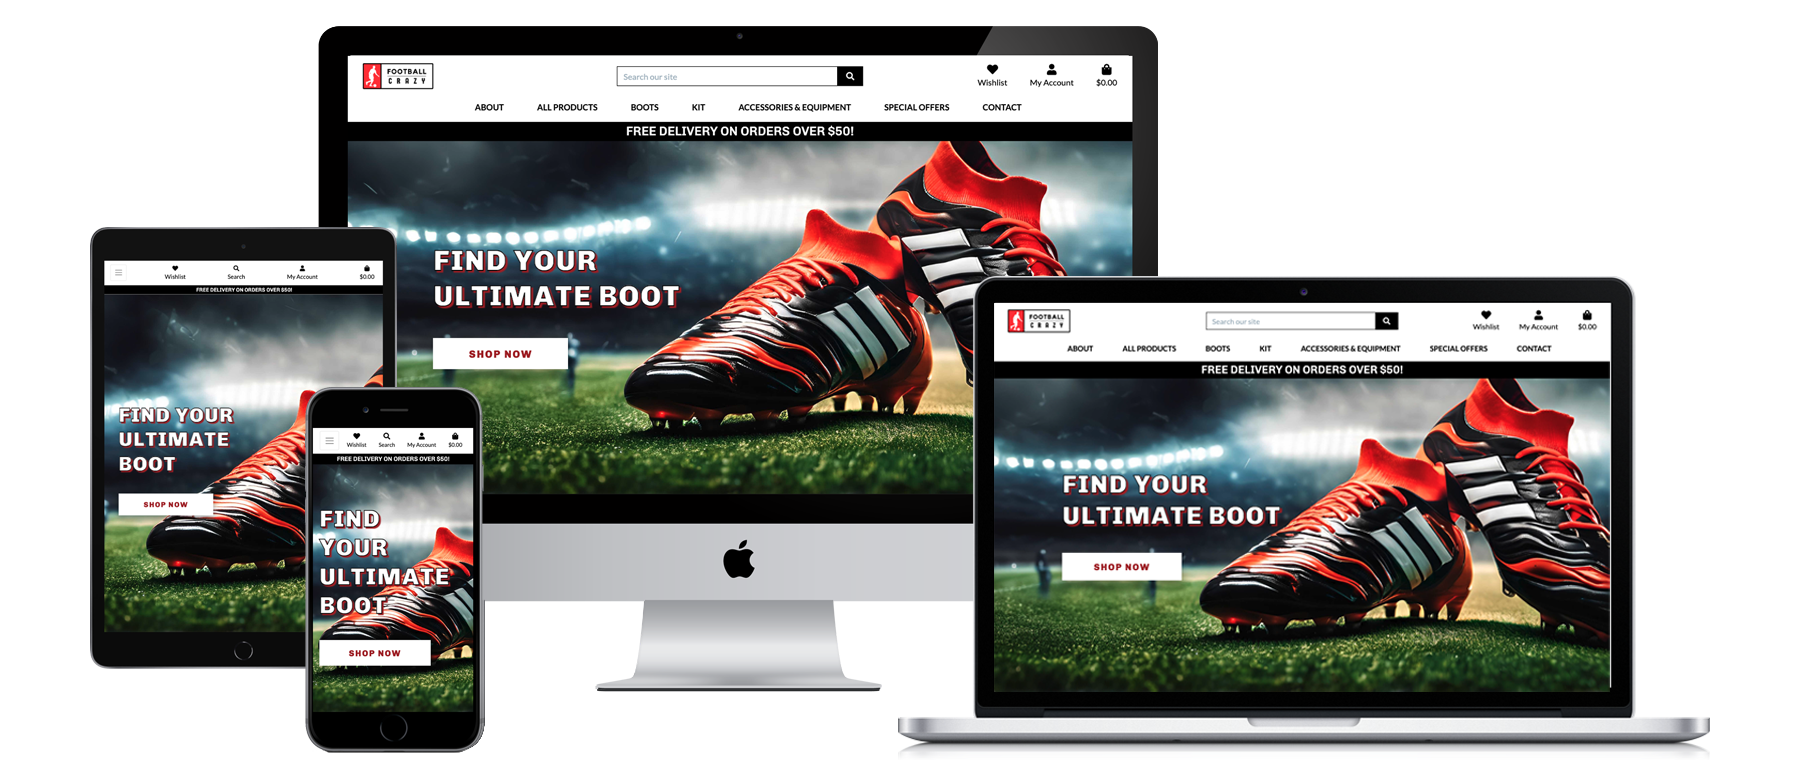 FOOTBALL
CRAZY
Search our site
Wishlist
My Account
$0.00
ABOUT
ALL PRODUCTS
BOOTS
KIT
ACCESSORIES & EQUIPMENT
SPECIAL OFFERS
CONTACT
FREE DELIVERY ON ORDERS OVER $50!
FIND YOUR
ULTIMATE BOOT
SHOP NOW
Wishlist
Search
My Account
$0.00
FREE DELIVERY ON ORDERS OVER $50!
FIND YOUR
ULTIMATE
BOOT
SHOP NOW
Wishlist
Search
My Account
$0.00
FREE DELIVERY ON ORDERS OVER $50!
FIND
YOUR
ULTIMATE
BOOT
SHOP NOW
FOOTBALL
CRAZY
Search our site
Wishlist
My Account
$0.00
ABOUT
ALL PRODUCTS
BOOTS
KIT
ACCESSORIES & EQUIPMENT
SPECIAL OFFERS
CONTACT
FREE DELIVERY ON ORDERS OVER $50!
FIND YOUR
ULTIMATE BOOT
SHOP NOW